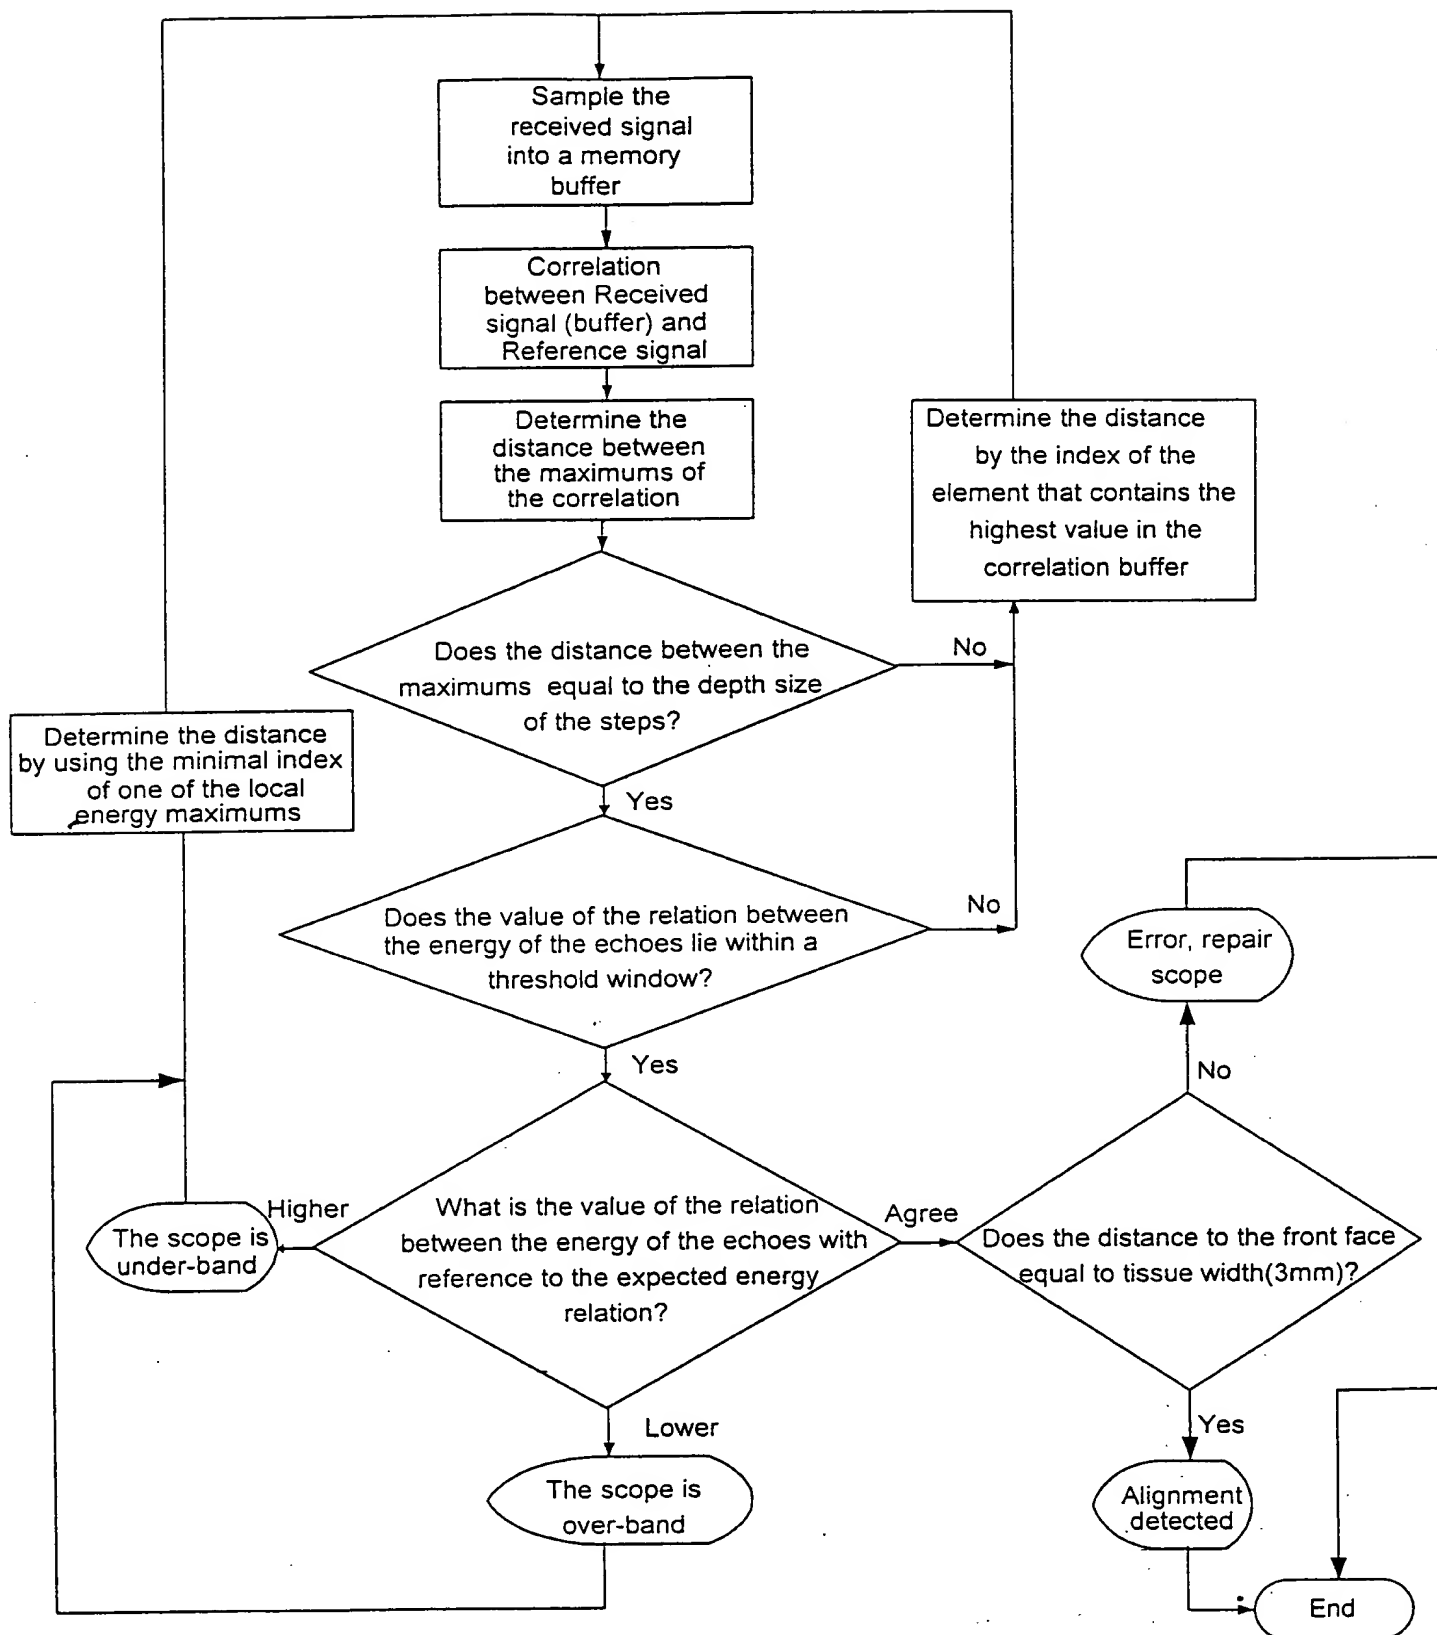 Sample the
received signal
into a memory
buffer
Correlation
between Received
signal (buffer) and
Reference signal
Determine the
distance between
the maximums of
the correlation
Determine the distance
by the index of the
element that contains the
highest value in the
correlation buffer
Does the distance between the
maximums equal to the depth size
of the steps?
No
Yes
Determine the distance
by using the minimal index
of one of the local
energy maximums
Does the value of the relation between
the energy of the echoes lie within a
threshold window?
No
Yes
Error, repair
scope
No
What is the value of the relation
between the energy of the echoes with
reference to the expected energy
relation?
Higher
The scope is
under-band
Agree
Does the distance to the front face
equal to tissue width(3mm)?
Lower
The scope is
over-band
Yes
Alignment
detected
End